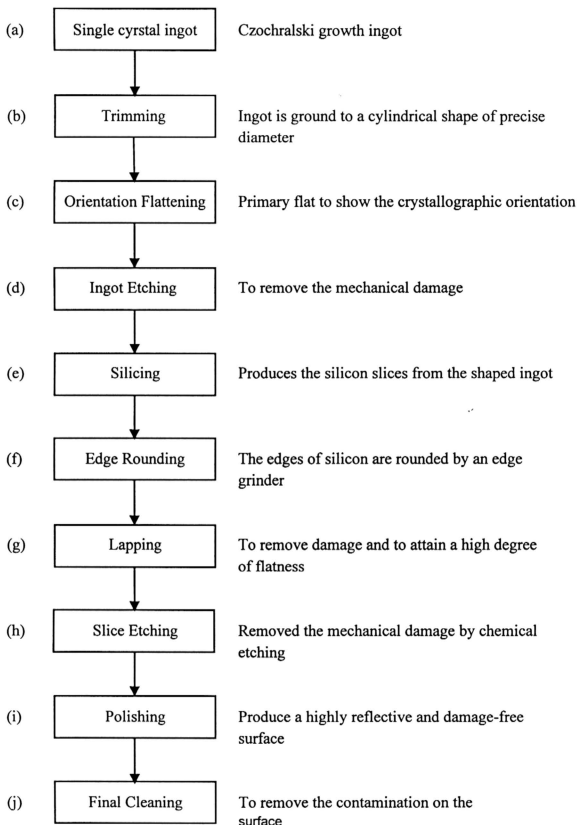 (a) Single cyrstal ingot Czochralski growth ingot
(b) Trimming Ingot is ground to a cylindrical shape of precise
diameter
(c) Orientation Flattening Primary flat to show the crystallographic orientation
(d) Ingot Etching To remove the mechanical damage
(e) Silicing Produces the silicon slices from the shaped ingot
(f) Edge Rounding The edges of silicon are rounded by an edge
grinder
(g) Lapping To remove damage and to attain a high degree
of flatness
(h) Slice Etching Removed the mechanical damage by chemical
etching
(i) Polishing Produce a highly reflective and damage-free
surface
(j) Final Cleaning To remove the contamination on the
surface